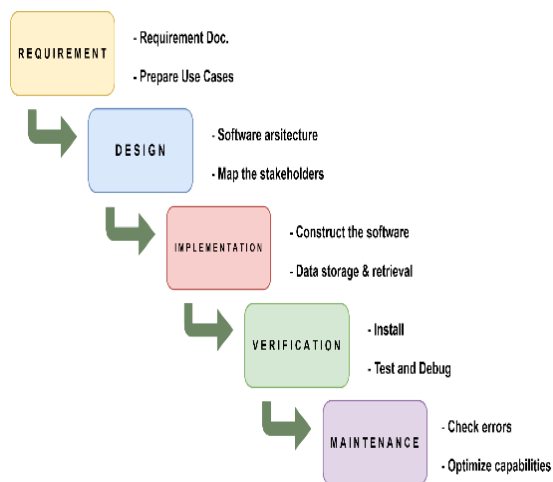 REQUIREMENT
- Requirement Doc.
- Prepare Use Cases
DESIGN
- Software arsitecture
- Map the stakeholders
IMPLEMENTATION
- Construct the software
- Data storage & retrieval
VERIFICATION
- Install
- Test and Debug
MAINTENANCE
- Check errors
- Optimize capabilities